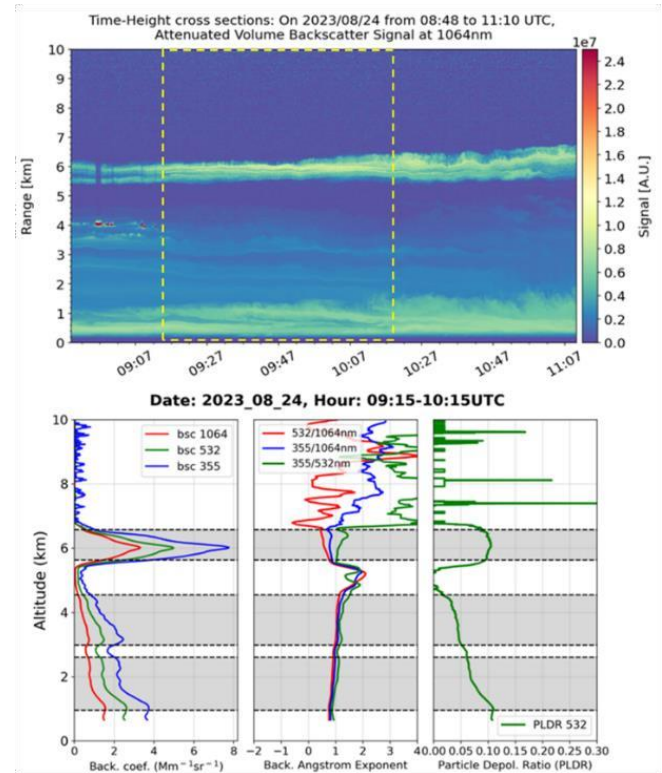 Time-Height cross sections: On 2023/08/24 from 08:48 to 11:10 UTC,
Attenuated Volume Backscatter Signal at 1064nm
1e7
10
9
8
7
6
5
4
3
2
1
0
Range [km]
09:07
09:27
09:47
10:07
10:27
10:47
11:07
2.4
2.2
2.0
1.8
1.6
1.4
1.2
1.0
0.8
0.6
0.4
0.2
0.0
Signal [A.U.]
Date: 2023_08_24, Hour: 09:15-10:15UTC
10
8
6
4
2
0
Altitude (km)
bsc 1064
bsc 532
bsc 355
0 2 4 6 8
Back. coef. (Mm⁻¹sr⁻¹)
532/1064nm
355/1064nm
355/532nm
−2 −1 0 1 2 3 4
Back. Angstrom Exponent
PLDR 532
0.00 0.05 0.10 0.15 0.20 0.25 0.30
Particle Depol. Ratio (PLDR)